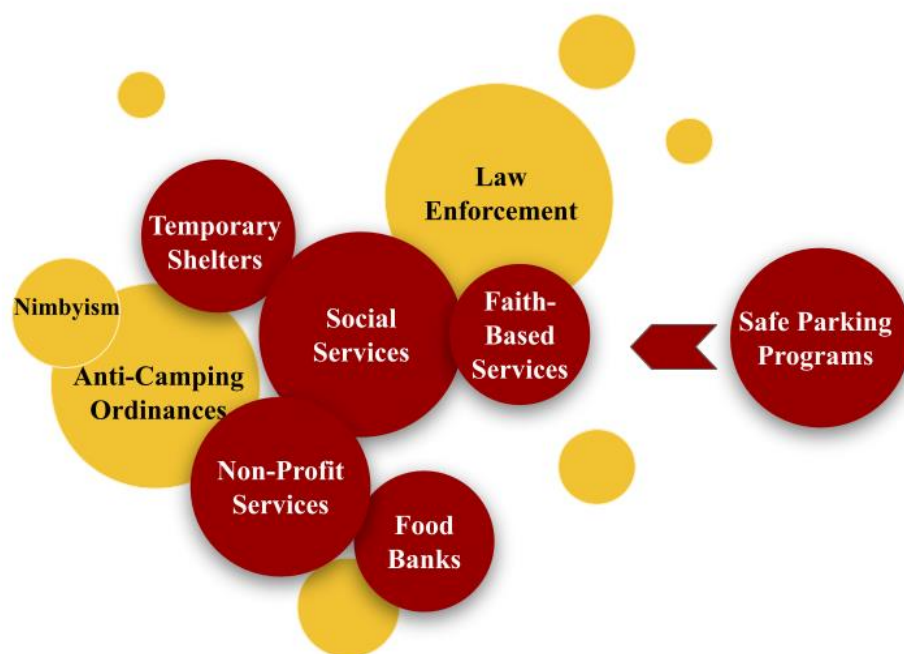 Law
Enforcement
Temporary
Shelters
Nimbyism
Social
Services
Faith-
Based
Services
Safe Parking
Programs
Anti-Camping
Ordinances
Non-Profit
Services
Food
Banks